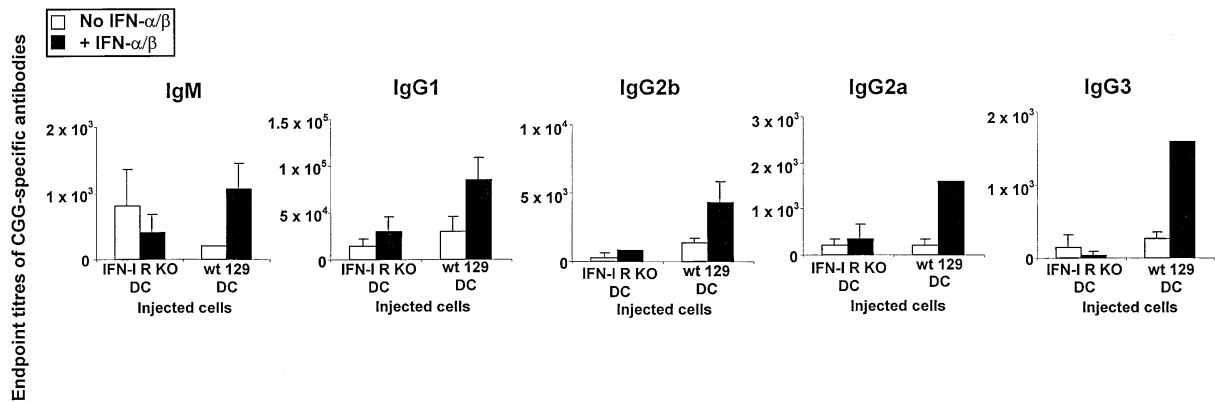 No IFN-α/β
+ IFN-α/β
Endpoint titres of CGG-specific antibodies
IgM
2 x 10³
1 x 10³
0
IFN-I R KO
DC
wt 129
DC
Injected cells
IgG1
1.5 x 10⁵
1 x 10⁵
5 x 10⁴
0
IFN-I R KO
DC
wt 129
DC
Injected cells
IgG2b
1 x 10⁴
5 x 10³
0
IFN-I R KO
DC
wt 129
DC
Injected cells
IgG2a
3 x 10³
2 x 10³
1 x 10³
0
IFN-I R KO
DC
wt 129
DC
Injected cells
IgG3
2 x 10³
1 x 10³
0
IFN-I R KO
DC
wt 129
DC
Injected cells